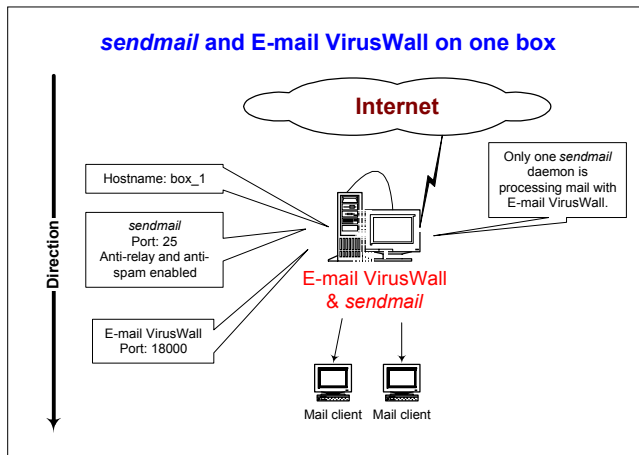 sendmail and E-mail VirusWall on one box
Internet
Direction
Hostname: box_1
Only one sendmail
daemon is
processing mail with
E-mail VirusWall.
sendmail
Port: 25
Anti-relay and anti-
spam enabled
E-mail VirusWall
& sendmail
E-mail VirusWall
Port: 18000
Mail client
Mail client